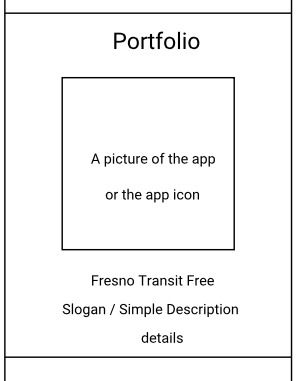 Portfolio
A picture of the app
or the app icon
Fresno Transit Free
Slogan / Simple Description
details